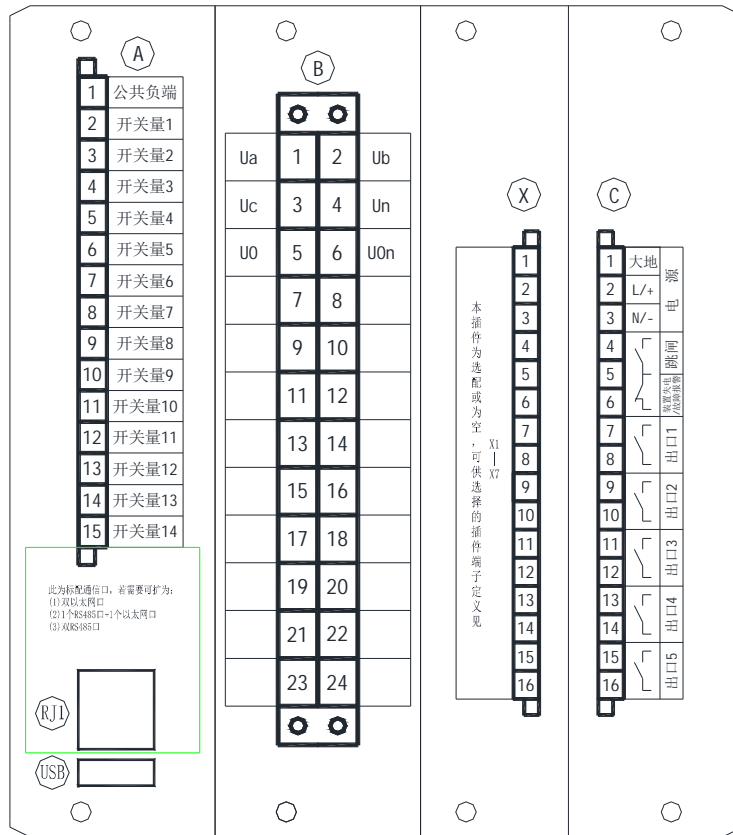 A
1 公共负端
2 开关量1
3 开关量2
4 开关量3
5 开关量4
6 开关量5
7 开关量6
8 开关量7
9 开关量8
10 开关量9
11 开关量10
12 开关量11
13 开关量12
14 开关量13
15 开关量14
此为标配通信口, 若需要可扩为:
(1)双以太网口
(2)1个RS485口+1个以太网口
(3)双RS485口
RJ1
USB
B
Ua 1 2 Ub
Uc 3 4 Un
U0 5 6 U0n
7 8
9 10
11 12
13 14
15 16
17 18
19 20
21 22
23 24
X
本插件为选配或为空,可供选择的插件端子定义见
X1
|
X7
1
2
3
4
5
6
7
8
9
10
11
12
13
14
15
16
C
1 大地
2 L/+
3 N/-
4
5
6
7
8
9
10
11
12
13
14
15
16
电源
跳闸
装置失电
/故障报警
出口1
出口2
出口3
出口4
出口5